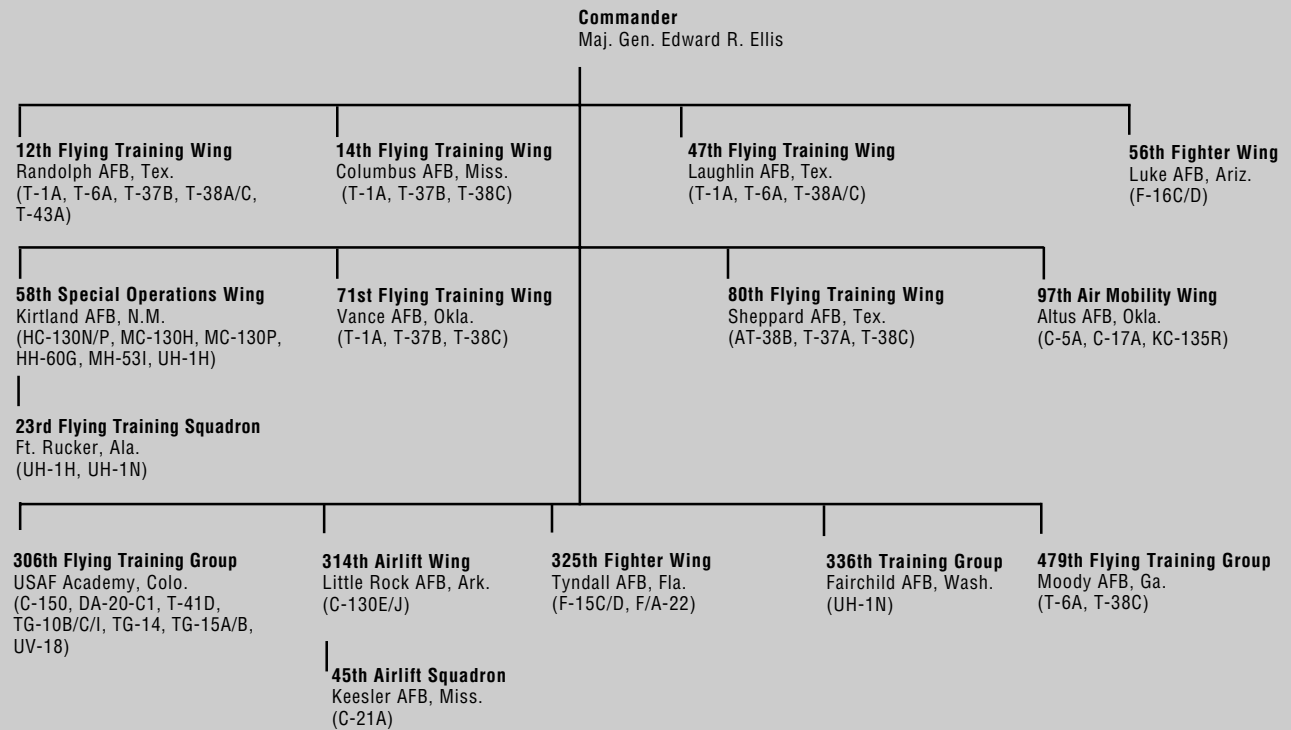 Commander
Maj. Gen. Edward R. Ellis
12th Flying Training Wing
Randolph AFB, Tex.
(T-1A, T-6A, T-37B, T-38A/C,
T-43A)
14th Flying Training Wing
Columbus AFB, Miss.
(T-1A, T-37B, T-38C)
47th Flying Training Wing
Laughlin AFB, Tex.
(T-1A, T-6A, T-38A/C)
56th Fighter Wing
Luke AFB, Ariz.
(F-16C/D)
58th Special Operations Wing
Kirtland AFB, N.M.
(HC-130N/P, MC-130H, MC-130P,
HH-60G, MH-53I, UH-1H)
71st Flying Training Wing
Vance AFB, Okla.
(T-1A, T-37B, T-38C)
80th Flying Training Wing
Sheppard AFB, Tex.
(AT-38B, T-37A, T-38C)
97th Air Mobility Wing
Altus AFB, Okla.
(C-5A, C-17A, KC-135R)
23rd Flying Training Squadron
Ft. Rucker, Ala.
(UH-1H, UH-1N)
306th Flying Training Group
USAF Academy, Colo.
(C-150, DA-20-C1, T-41D,
TG-10B/C/I, TG-14, TG-15A/B,
UV-18)
314th Airlift Wing
Little Rock AFB, Ark.
(C-130E/J)
325th Fighter Wing
Tyndall AFB, Fla.
(F-15C/D, F/A-22)
336th Training Group
Fairchild AFB, Wash.
(UH-1N)
479th Flying Training Group
Moody AFB, Ga.
(T-6A, T-38C)
45th Airlift Squadron
Keesler AFB, Miss.
(C-21A)